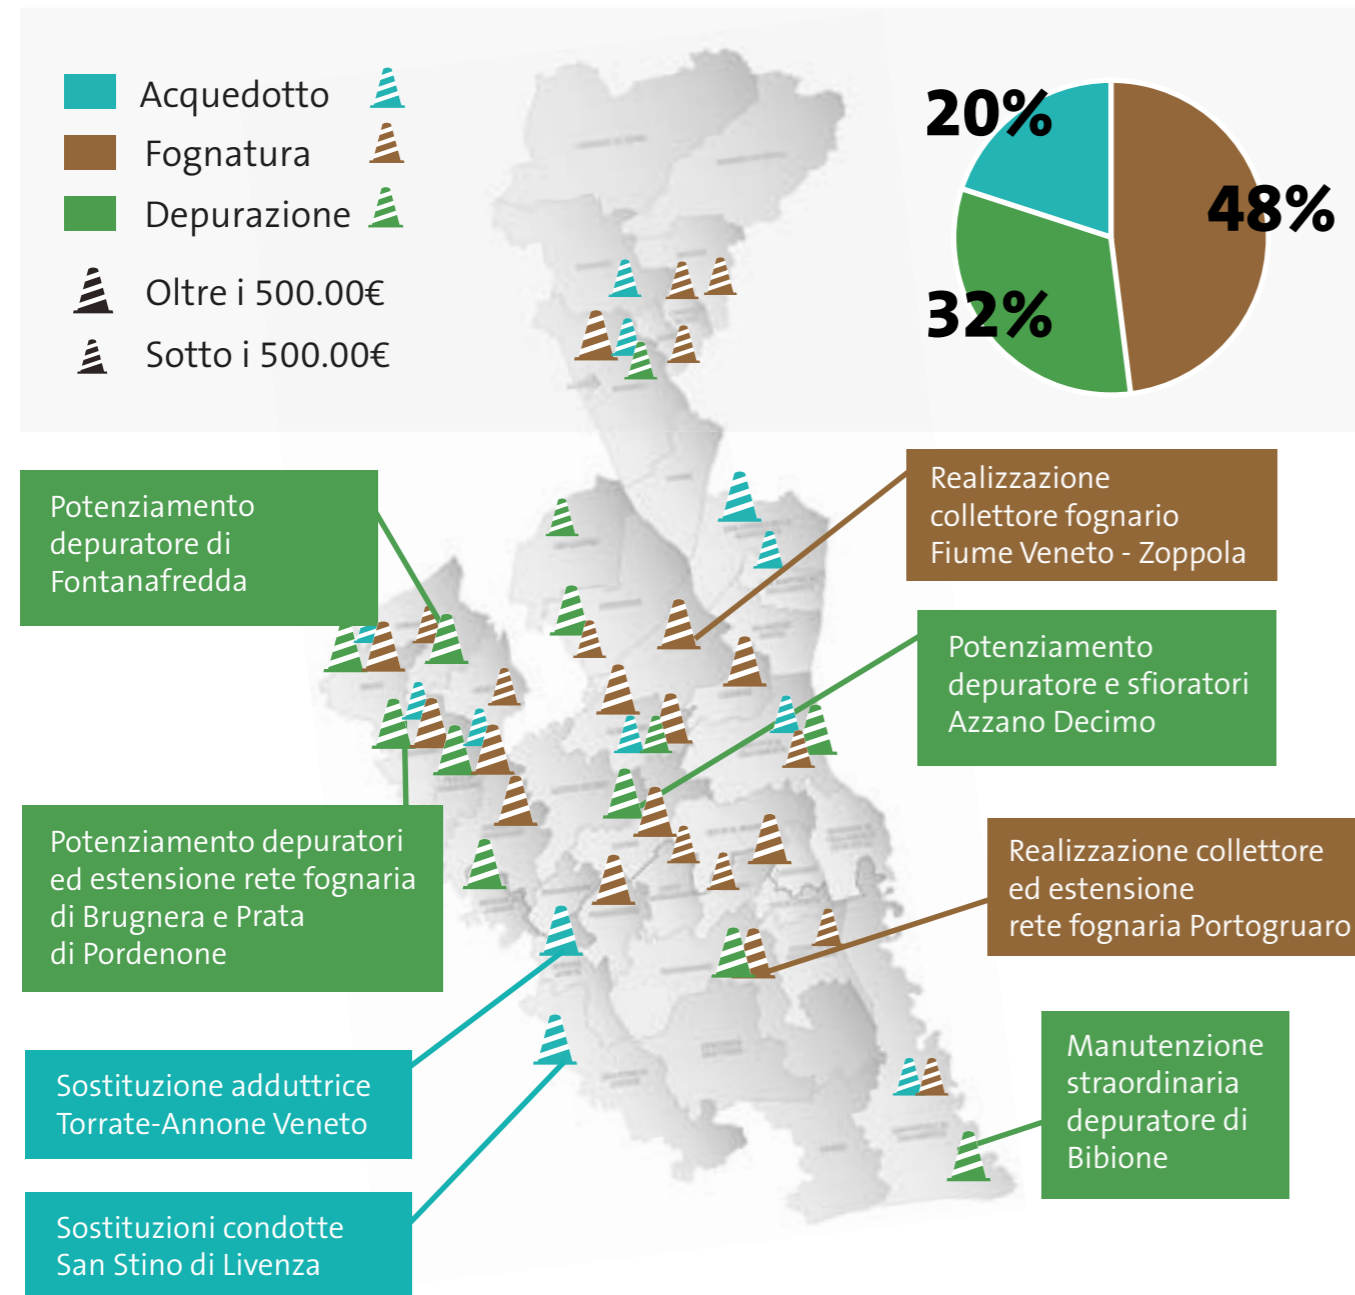 Acquedotto
Fognatura
Depurazione
Oltre i 500.00€
Sotto i 500.00€
20%
48%
32%
Potenziamento
depuratore di
Fontanafredda
Realizzazione
collettore fognario
Fiume Veneto - Zoppola
Potenziamento
depuratore e sfioratori
Azzano Decimo
Potenziamento depuratori
ed estensione rete fognaria
di Brugnera e Prata
di Pordenone
Realizzazione collettore
ed estensione
rete fognaria Portogruaro
Sostituzione adduttrice
Torrate-Annone Veneto
Manutenzione
straordinaria
depuratore di
Bibione
Sostituzioni condotte
San Stino di Livenza